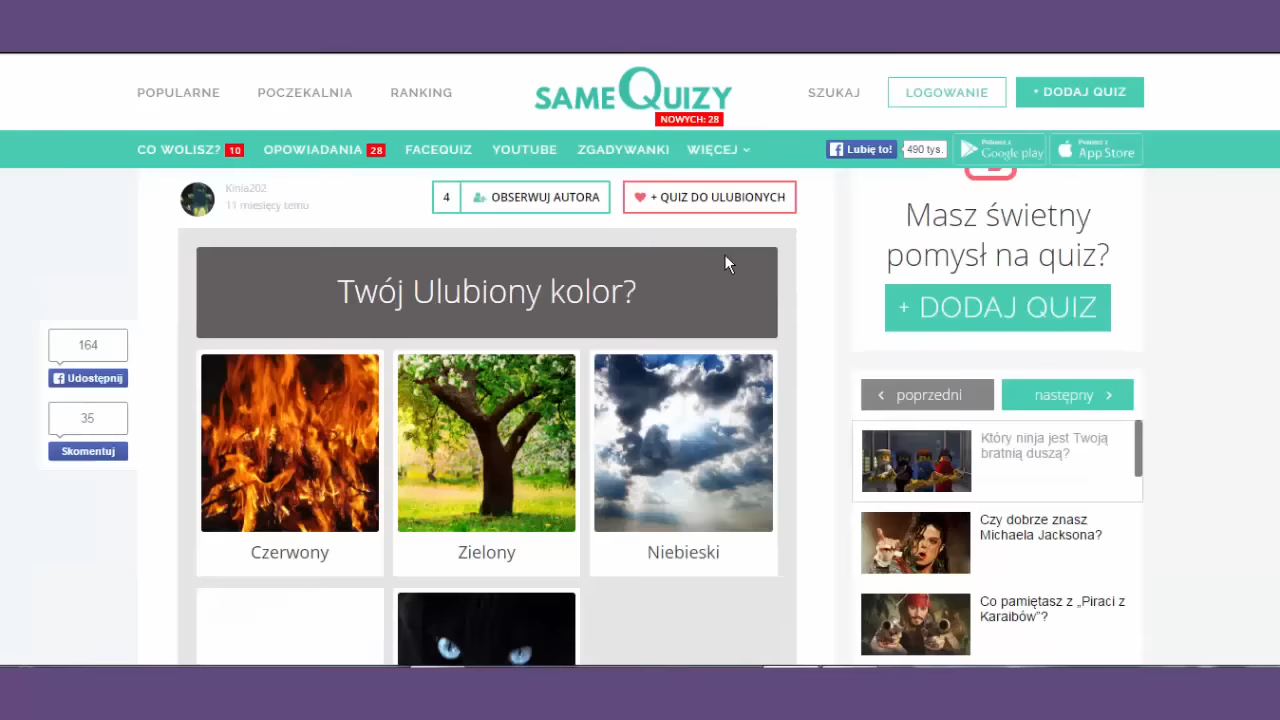 POPULARNE
POCZEKALNIA
RANKING
SAMEQUIZY
NOWYCH: 28
SZUKAJ
LOGOWANIE
+ DODAJ QUIZ
CO WOLISZ? 10
OPOWIADANIA 28
FACEQUIZ
YOUTUBE
ZGADYWANKI
WIĘCEJ
Lubię to!
490 tys.
Pobierz z
Google play
Pobierz z
App Store
Kinia202
11 miesięcy temu
4
OBSERWUJ AUTORA
+ QUIZ DO ULUBIONYCH
Twój Ulubiony kolor?
Czerwony
Zielony
Niebieski
164
Udostępnij
35
Skomentuj
Masz świetny
pomysł na quiz?
+ DODAJ QUIZ
poprzedni
następny
Który ninja jest Twoją
bratnią duszą?
Czy dobrze znasz
Michaela Jacksona?
Co pamiętasz z „Piraci z
Karaibów”?